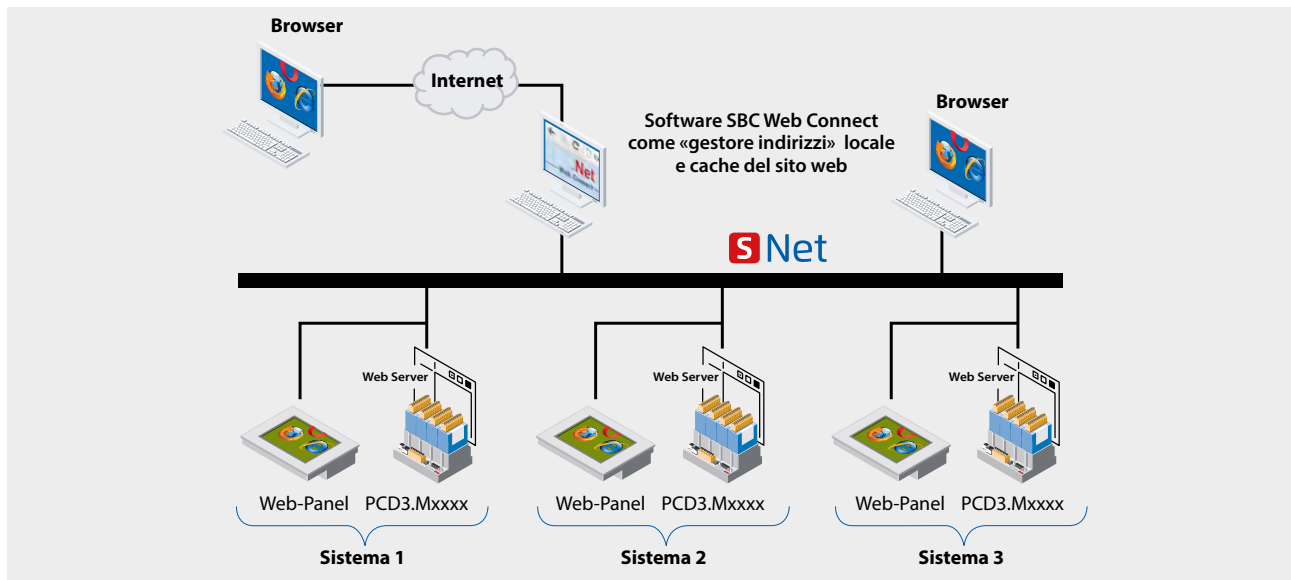 Browser
Internet
Software SBC Web Connect
come «gestore indirizzi» locale
e cache del sito web
Browser
.Net
Web Connect
S Net
Web Server
Web Server
Web Server
Web-Panel PCD3.Mxxxx
Web-Panel PCD3.Mxxxx
Web-Panel PCD3.Mxxxx
Sistema 1
Sistema 2
Sistema 3